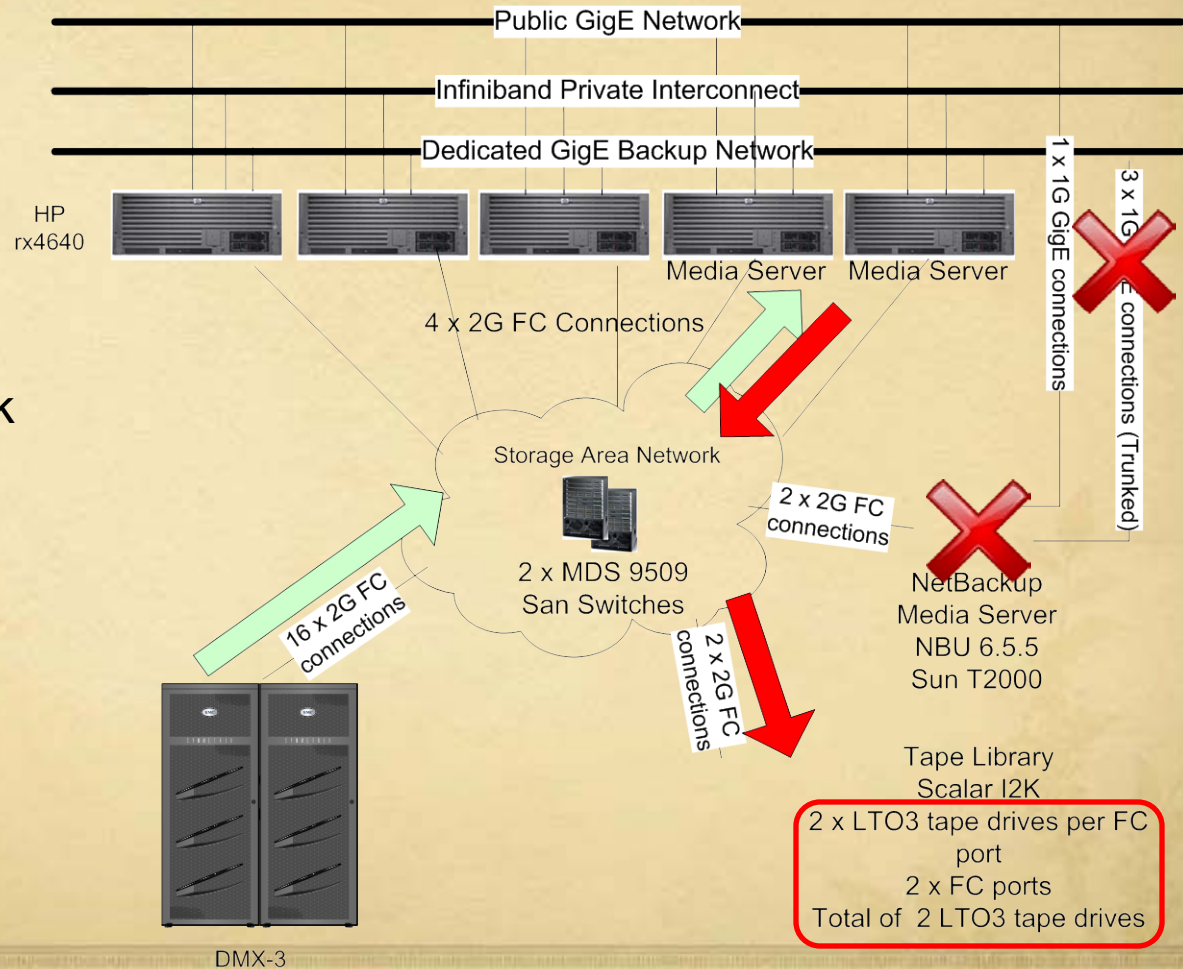 Public GigE Network
Infiniband Private Interconnect
Dedicated GigE Backup Network
HP
rx4640
Media Server
Media Server
1 x 1G GigE connections
3 x 1G E connections (Trunked)
4 x 2G FC Connections
K
Storage Area Network
2 x MDS 9509
San Switches
2 x 2G FC
connections
16 x 2G FC
connections
2 x 2G FC
connections
NetBackup
Media Server
NBU 6.5.5
Sun T2000
Tape Library
Scalar I2K
2 x LTO3 tape drives per FC
port
2 x FC ports
Total of 2 LTO3 tape drives
DMX-3